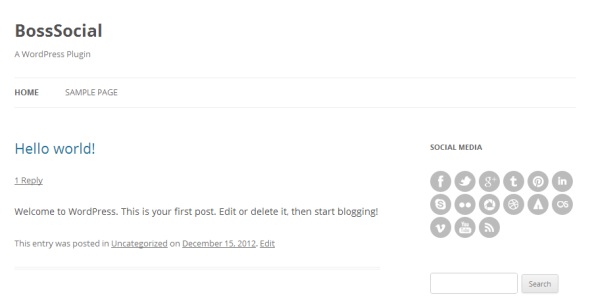 BossSocial
A WordPress Plugin
HOME SAMPLE PAGE
Hello world!
1 Reply
Welcome to WordPress. This is your first post. Edit or delete it, then start blogging!
This entry was posted in Uncategorized on December 15, 2012. Edit
SOCIAL MEDIA
f g+ t p in
S lost.fm
v You Tube
Search